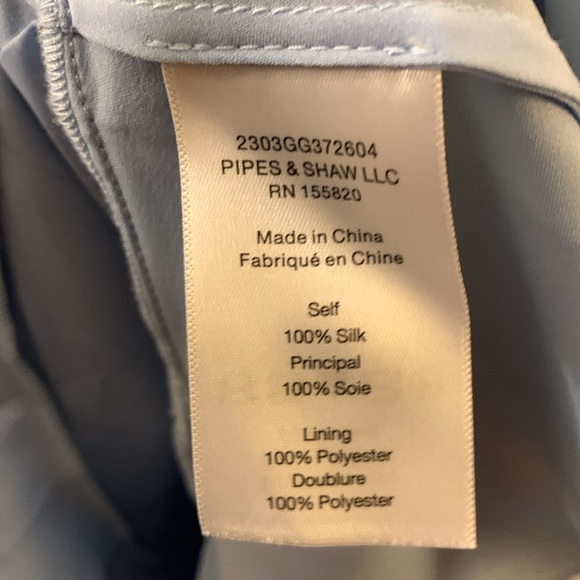 2303GG372604
PIPES & SHAW LLC
RN 155820
Made in China
Fabriqué en Chine
Self
100% Silk
Principal
100% Soie
Lining
100% Polyester
Doublure
100% Polyester